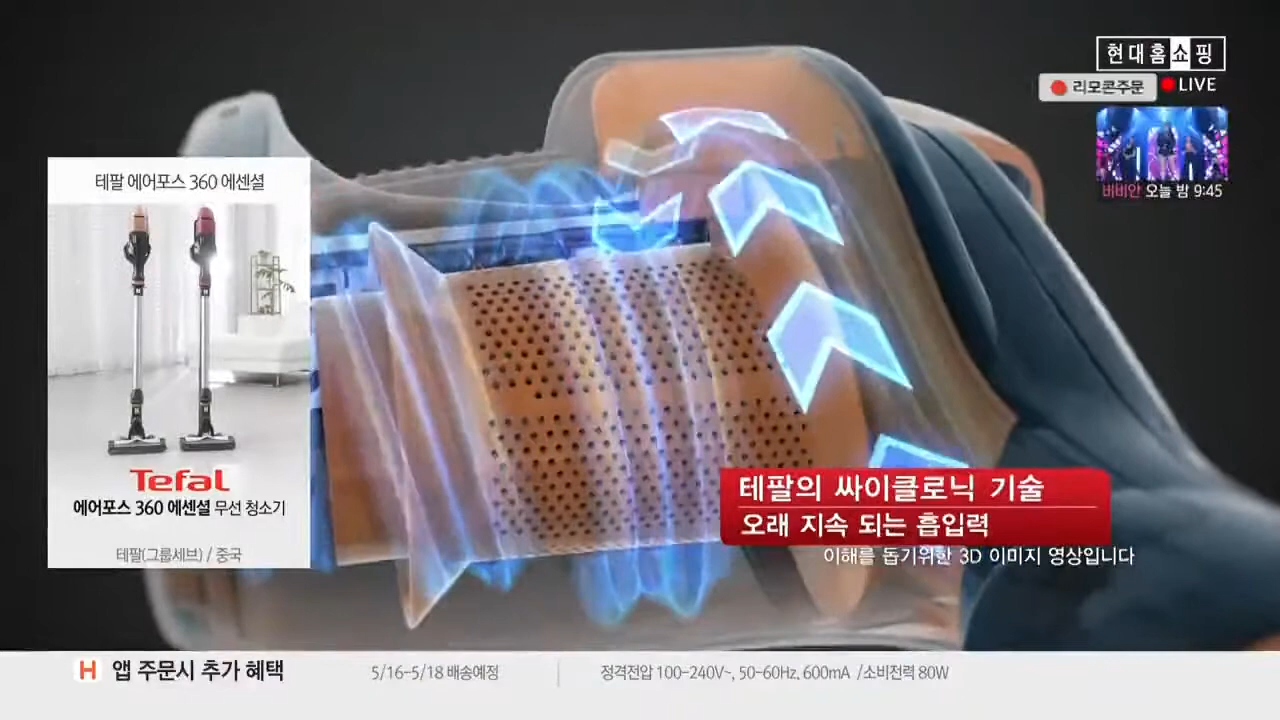 현대홈쇼핑
리모콘주문
LIVE
비비안 오늘 밤 9:45
테팔 에어포스 360 에센셜
Tefal
에어포스 360 에센셜 무선 청소기
테팔(그룹세브) / 중국
테팔의 싸이클로닉 기술
오래 지속 되는 흡입력
이해를 돕기위한 3D 이미지 영상입니다
H 앱 주문시 추가 혜택
5/16-5/18 배송예정
정격전압 100-240V~, 50-60Hz, 600mA /소비전력 80W